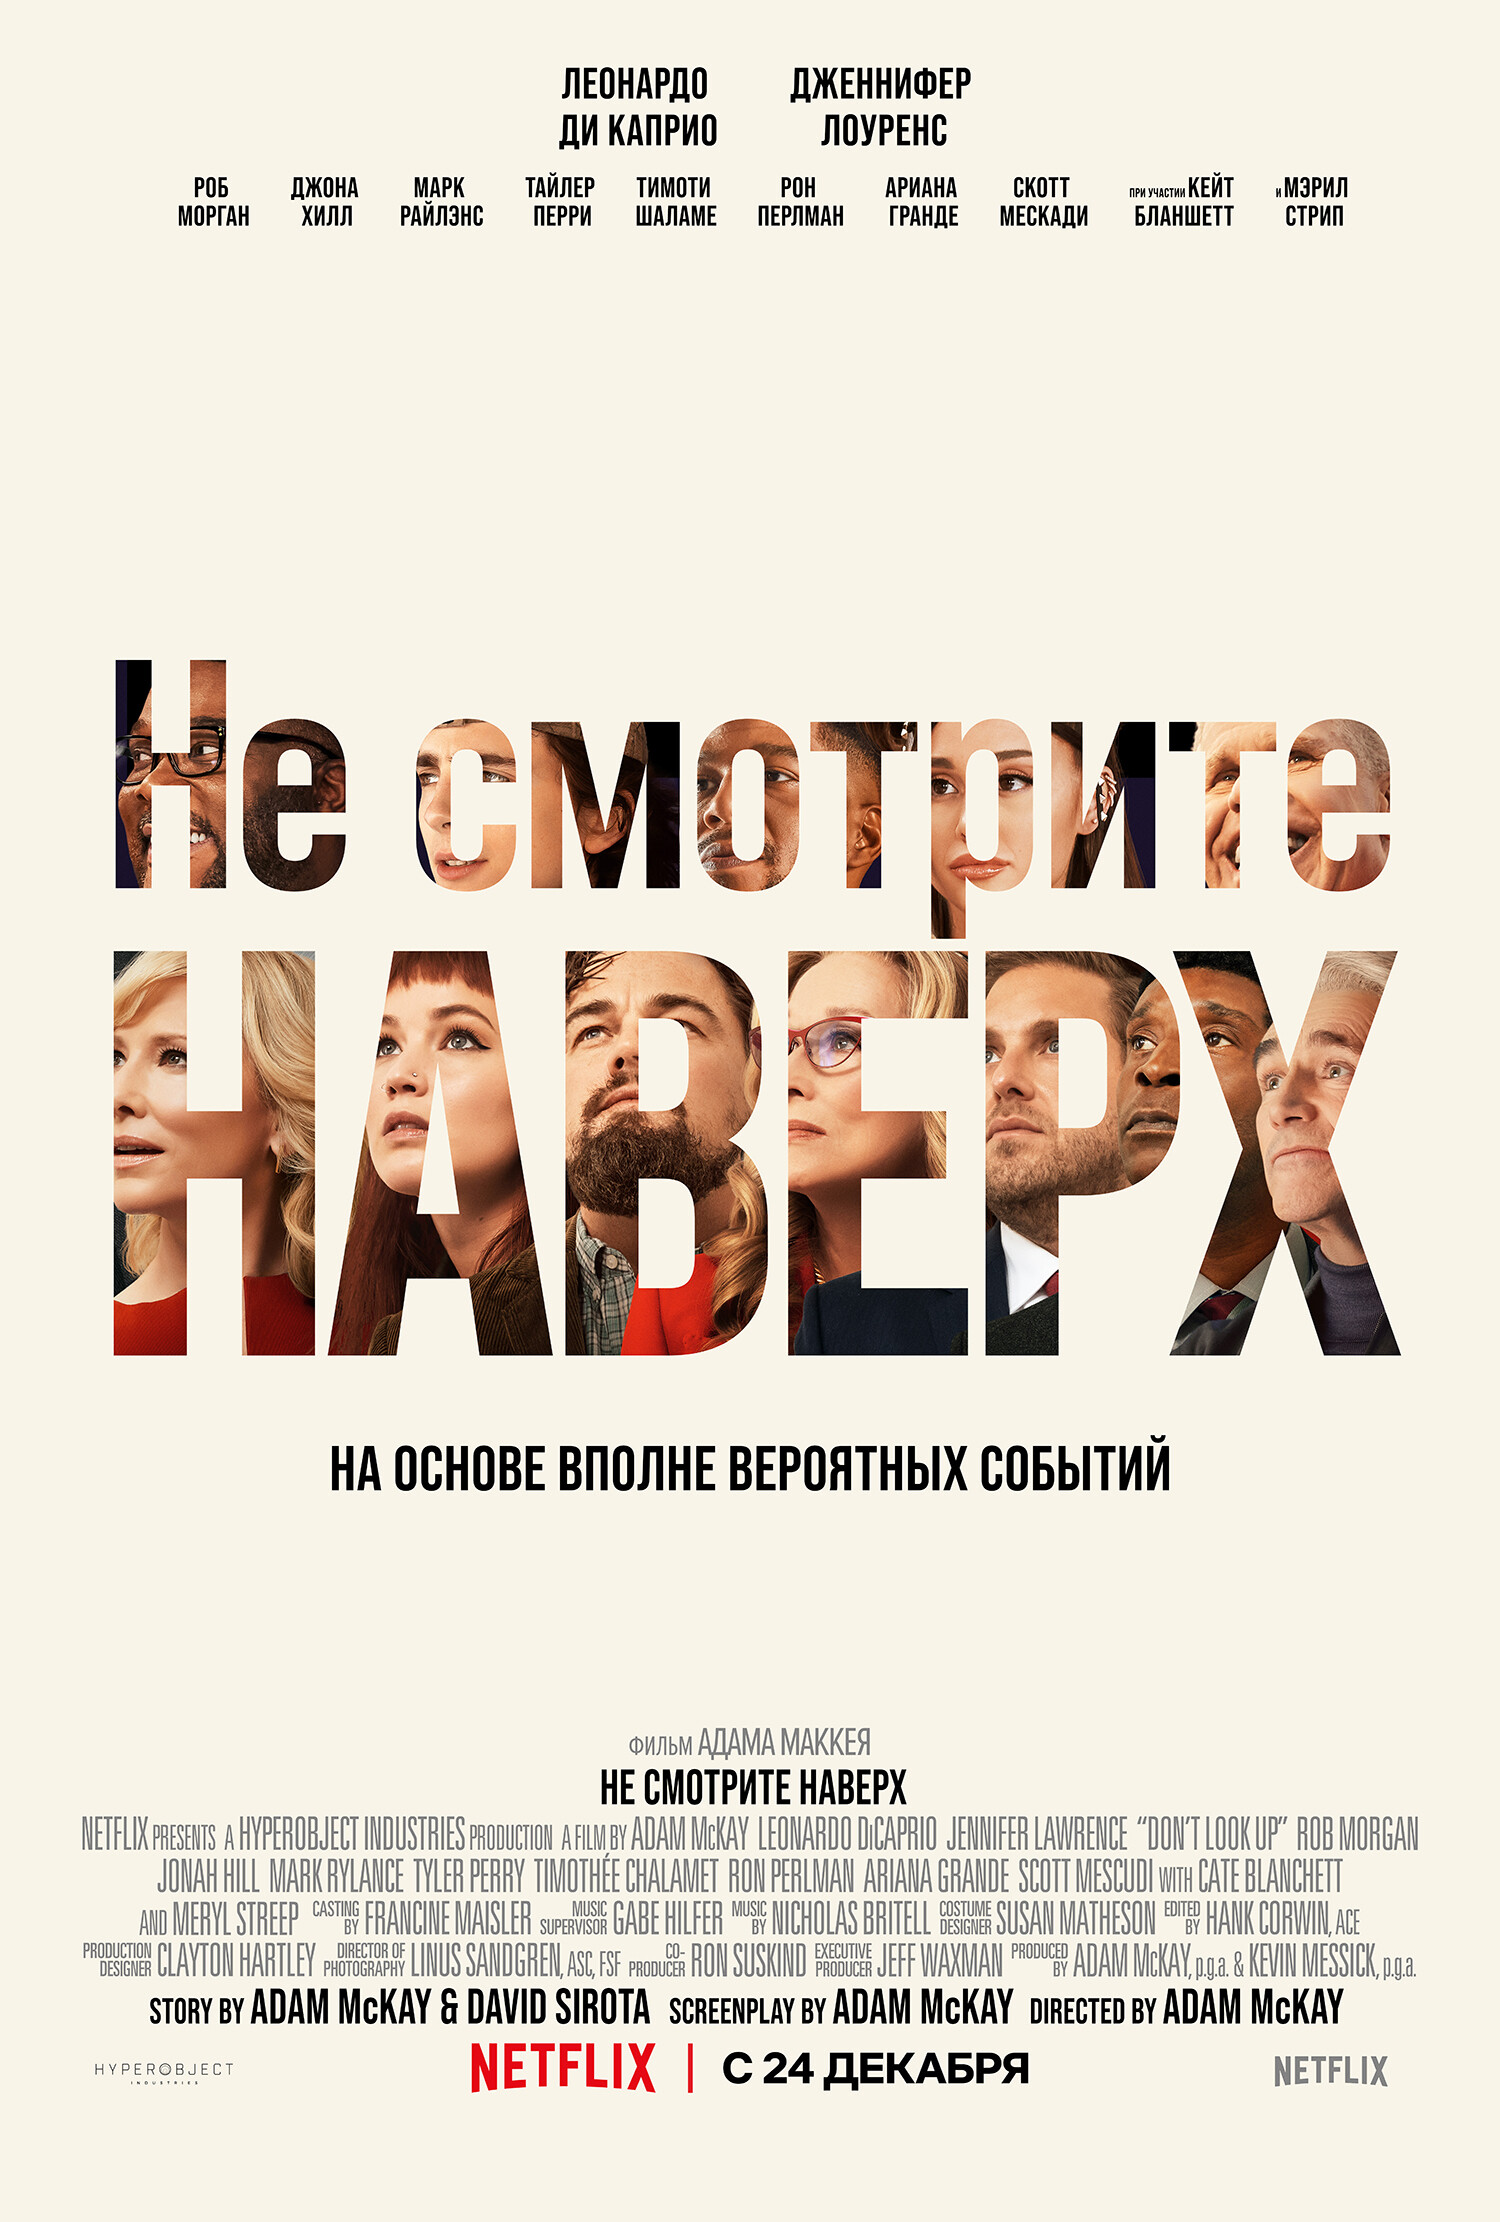 ЛЕОНАРДО ДЖЕННИФЕР
ДИ КАПРИО ЛОУРЕНС
РОБ ДЖОНА МАРК ТАЙЛЕР ТИМОТИ РОН АРИАНА СКОТТ ПРИ УЧАСТИИ КЕЙТ И МЭРИЛ
МОРГАН ХИЛЛ РАЙЛЭНС ПЕРРИ ШАЛАМЕ ПЕРЛМАН ГРАНДЕ МЕСКАДИ БЛАНШЕТТ СТРИП
Не смотрите
НАВЕРХ
НА ОСНОВЕ ВПОЛНЕ ВЕРОЯТНЫХ СОБЫТИЙ
ФИЛЬМ АДАМА МАККЕЯ
НЕ СМОТРИТЕ НАВЕРХ
NETFLIX PRESENTS A HYPEROBJECT INDUSTRIES PRODUCTION A FILM BY ADAM McKAY LEONARDO DiCAPRIO JENNIFER LAWRENCE “DON'T LOOK UP” ROB MORGAN
JONAH HILL MARK RYLANCE TYLER PERRY TIMOTHÉE CHALAMET RON PERLMAN ARIANA GRANDE SCOTT MESCUDI WITH CATE BLANCHETT
AND MERYL STREEP CASTING BY FRANCINE MAISLER MUSIC SUPERVISOR GABE HILFER MUSIC BY NICHOLAS BRITELL COSTUME DESIGNER SUSAN MATHESON EDITED BY HANK CORWIN, ACE
PRODUCTION DESIGNER CLAYTON HARTLEY DIRECTOR OF PHOTOGRAPHY LINUS SANDGREN, ASC, FSF CO-PRODUCER RON SUSKIND EXECUTIVE PRODUCER JEFF WAXMAN PRODUCED BY ADAM McKAY, p.g.a. & KEVIN MESSICK, p.g.a.
STORY BY ADAM McKAY & DAVID SIROTA SCREENPLAY BY ADAM McKAY DIRECTED BY ADAM McKAY
HYPEROBJECT
INDUSTRIES
NETFLIX | С 24 ДЕКАБРЯ
NETFLIX